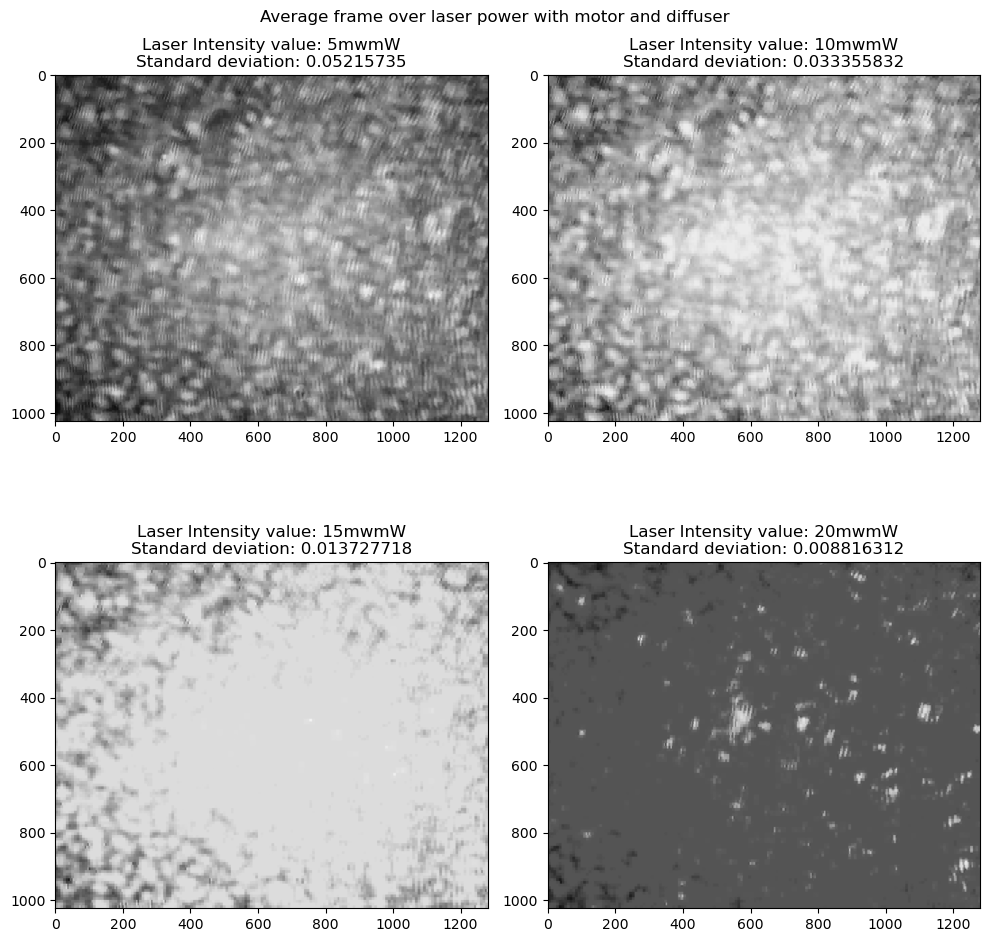 Average frame over laser power with motor and diffuser
Laser Intensity value: 5mwmW
Standard deviation: 0.05215735
0
200
400
600
800
1000
0 200 400 600 800 1000 1200
Laser Intensity value: 10mwmW
Standard deviation: 0.033355832
0
200
400
600
800
1000
0 200 400 600 800 1000 1200
Laser Intensity value: 15mwmW
Standard deviation: 0.013727718
0
200
400
600
800
1000
0 200 400 600 800 1000 1200
Laser Intensity value: 20mwmW
Standard deviation: 0.008816312
0
200
400
600
800
1000
0 200 400 600 800 1000 1200